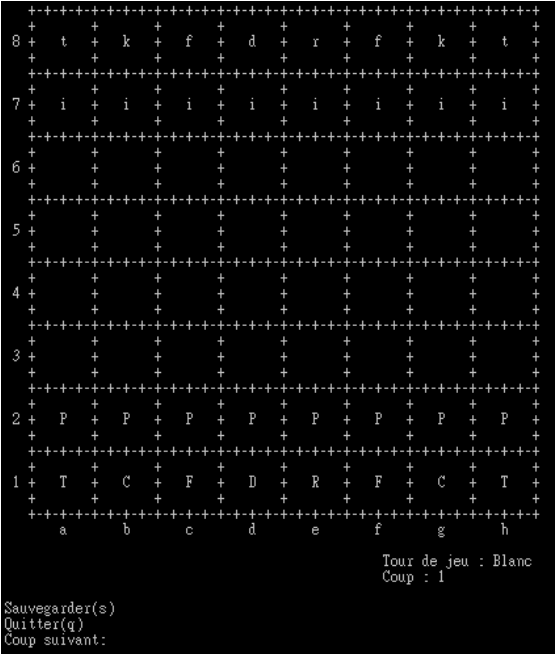 8 t k f d r f k t
7 i i i i i i i i
6
5
4
3
2 P P P P P P P P
1 T C F D R F C T
a b c d e f g h
Tour de jeu : Blanc
Coup : 1
Sauvegarder(s)
Quitter(q)
Coup suivant: